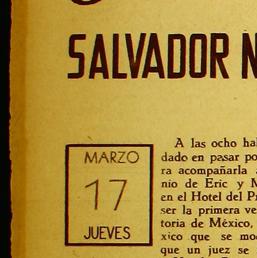 SALVADOR N
MARZO
17
JUEVES
A las ocho ha
dado en pasar po
ra acompañarla
nio de Eric y M
en el Hotel del P
ser la primera ve
toria de México,
xico que se mo
que un juez se